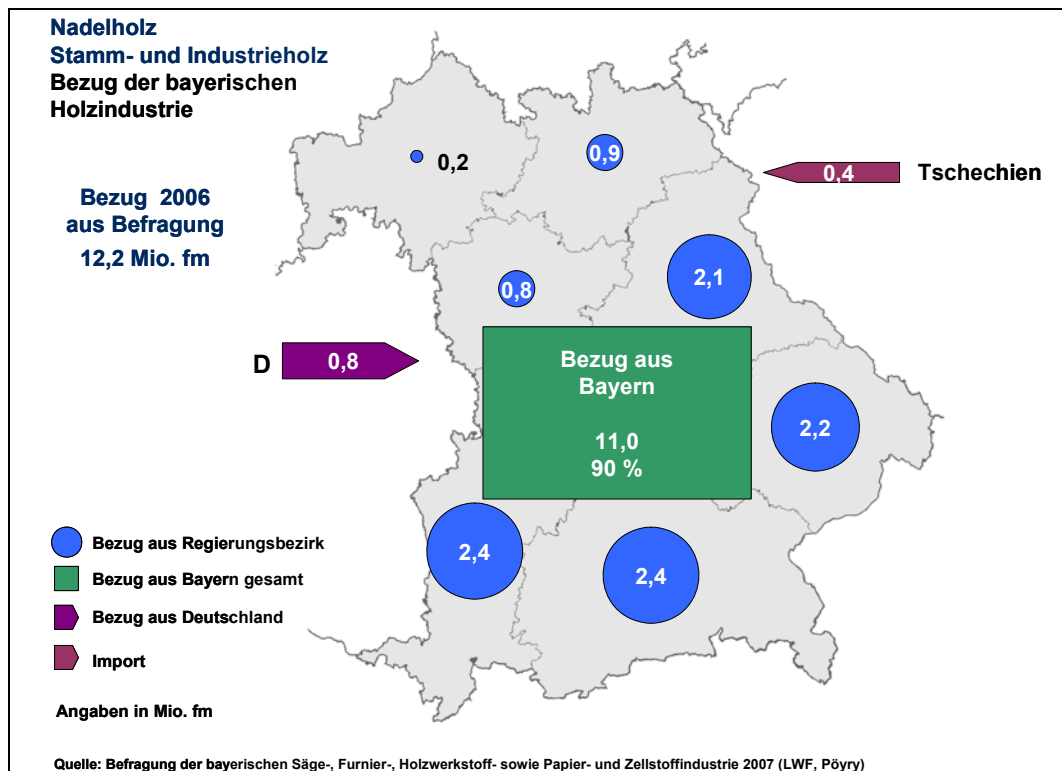 Nadelholz
Stamm- und Industrieholz
Bezug der bayerischen
Holzindustrie
Bezug 2006
aus Befragung
12,2 Mio. fm
0,2
0,9
0,4
Tschechien
2,1
0,8
D
0,8
Bezug aus
Bayern
11,0
90 %
2,2
2,4
2,4
Bezug aus Regierungsbezirk
Bezug aus Bayern gesamt
Bezug aus Deutschland
Import
Angaben in Mio. fm
Quelle: Befragung der bayerischen Säge-, Furnier-, Holzwerkstoff- sowie Papier- und Zellstoffindustrie 2007 (LWF, Pöyry)